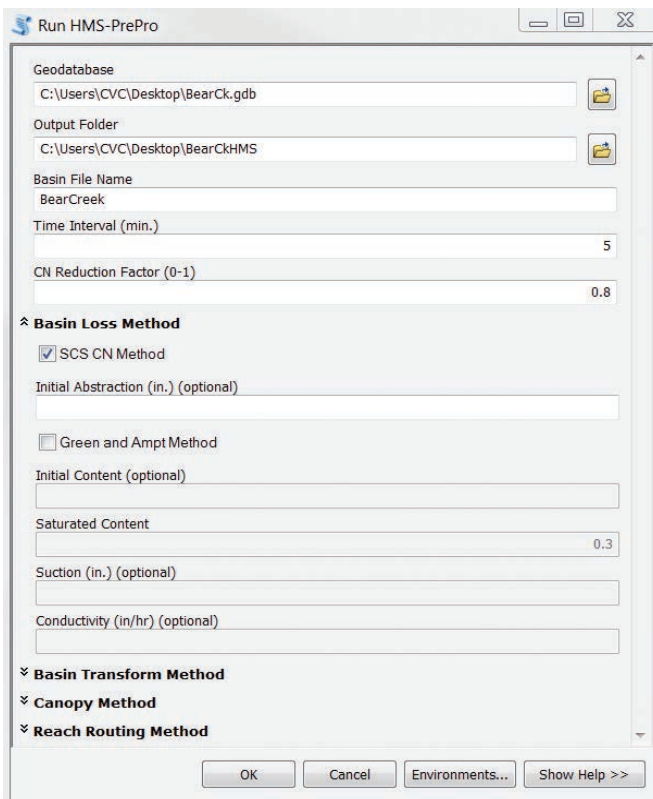 Run HMS-PrePro
Geodatabase
C:\Users\CVC\Desktop\BearCk.gdb
Output Folder
C:\Users\CVC\Desktop\BearCkHMS
Basin File Name
BearCreek
Time Interval (min.)
5
CN Reduction Factor (0-1)
0.8
Basin Loss Method
SCS CN Method
Initial Abstraction (in.) (optional)
Green and Ampt Method
Initial Content (optional)
Saturated Content
0.3
Suction (in.) (optional)
Conductivity (in/hr) (optional)
Basin Transform Method
Canopy Method
Reach Routing Method
OK Cancel Environments... Show Help >>